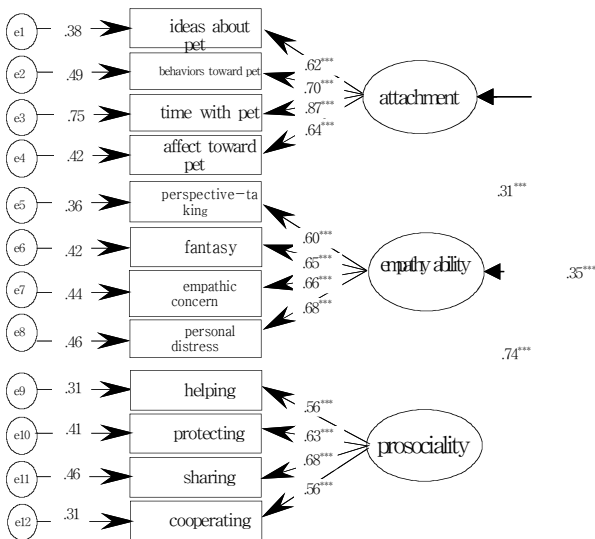 e1 .38 ideas about
pet
e2 .49 behaviors toward pet
e3 .75 time with pet
e4 .42 affect toward
pet
.62***
.70***
.87***
.64***
attachment
.31***
e5 .36 perspective-ta
king
e6 .42 fantasy
e7 .44 empathic
concern
e8 .46 personal
distress
.60***
.65***
.66***
.68***
empathy ability
.35***
.74***
e9 .31 helping
e10 .41 protecting
e11 .46 sharing
e12 .31 cooperating
.56***
.63***
.68***
.56***
prosociality